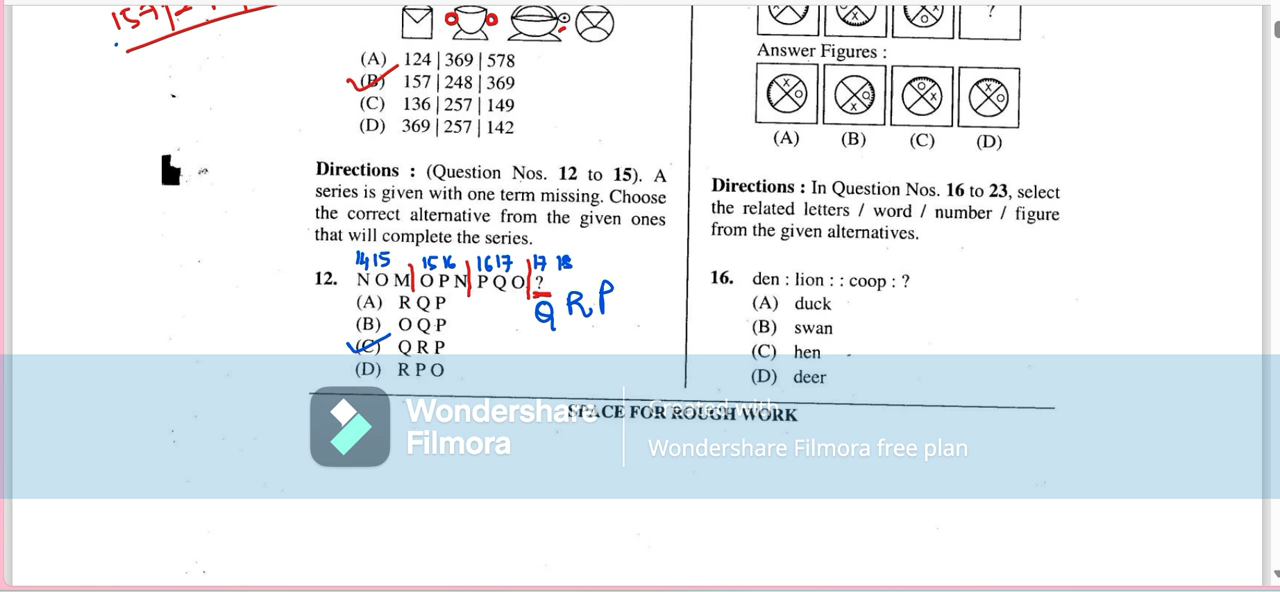 157
(A) 124 | 369 | 578
(B) 157 | 248 | 369
(C) 136 | 257 | 149
(D) 369 | 257 | 142
Directions : (Question Nos. 12 to 15). A
series is given with one term missing. Choose
the correct alternative from the given ones
that will complete the series.
14 15 15 16 16 17 17 18
12. N O M O P N P Q O ?
Q R P
(A) R Q P
(B) O Q P
(C) Q R P
(D) R P O
?
Answer Figures :
(A) (B) (C) (D)
Directions : In Question Nos. 16 to 23, select
the related letters / word / number / figure
from the given alternatives.
16. den : lion : : coop : ?
(A) duck
(B) swan
(C) hen
(D) deer
SPACE FOR ROUGH WORK
Wondershare
Filmora
Created with
Wondershare Filmora free plan